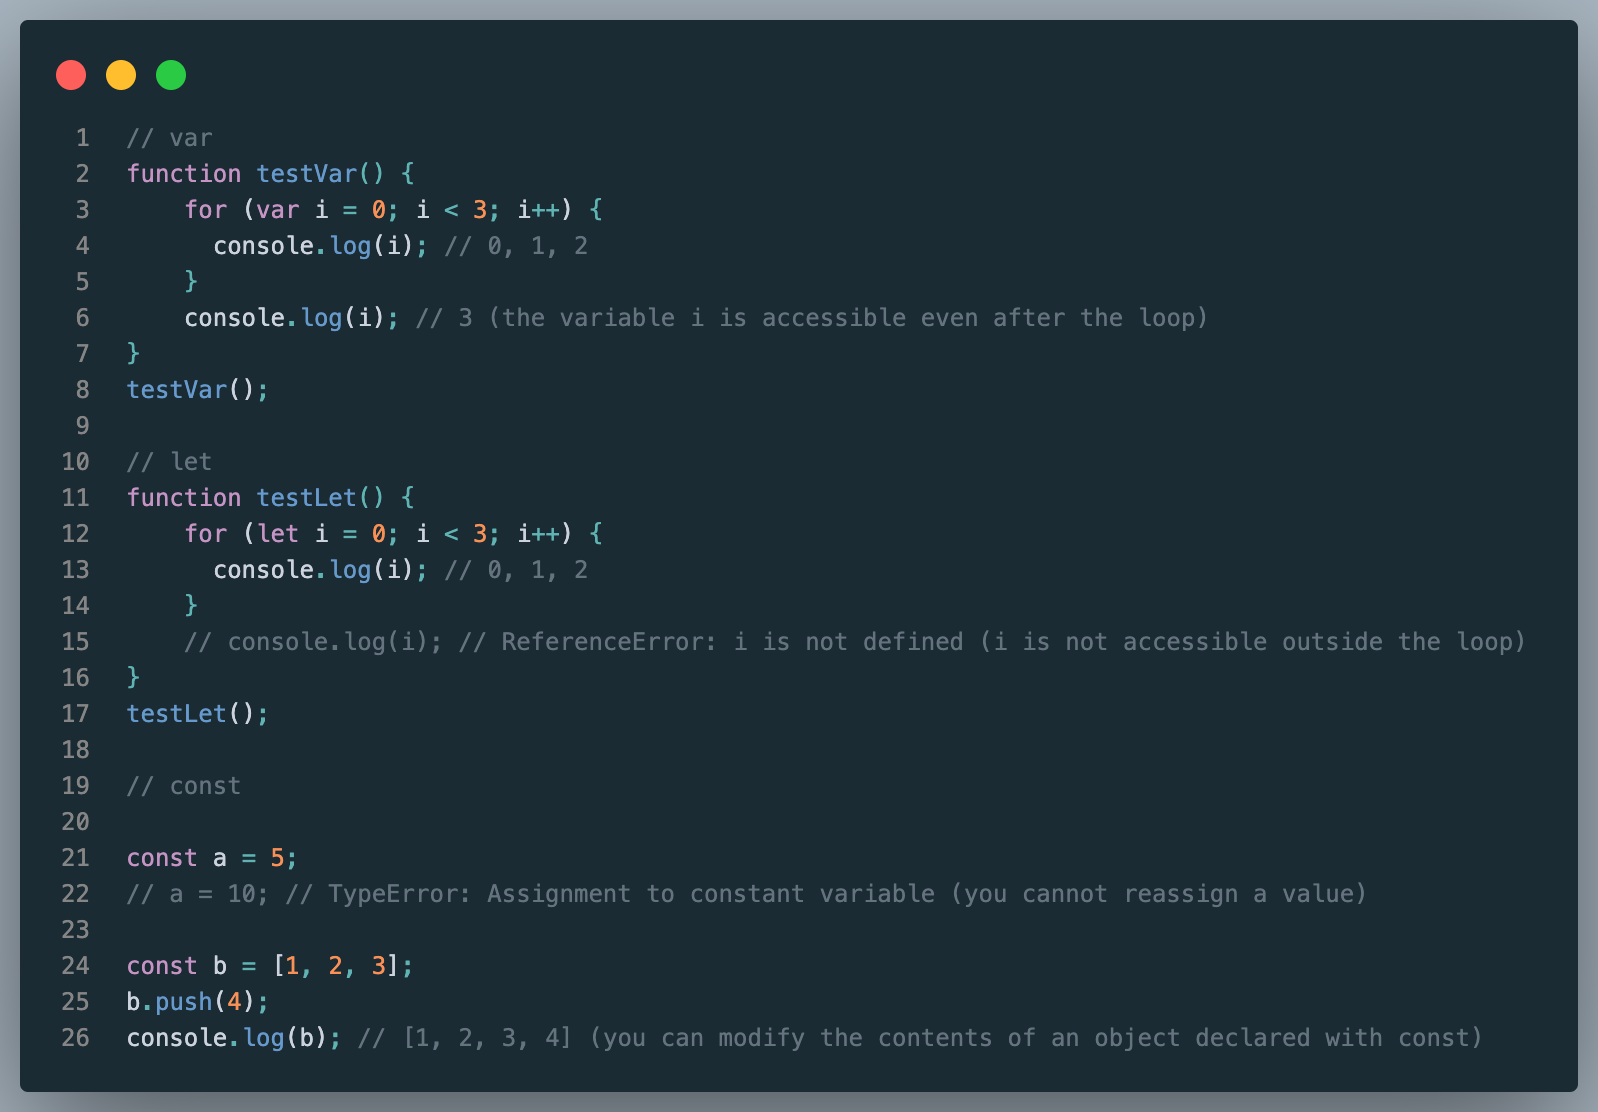 1 // var
2 function testVar() {
3     for (var i = 0; i < 3; i++) {
4       console.log(i); // 0, 1, 2
5     }
6     console.log(i); // 3 (the variable i is accessible even after the loop)
7 }
8 testVar();
9
10 // let
11 function testLet() {
12     for (let i = 0; i < 3; i++) {
13       console.log(i); // 0, 1, 2
14     }
15     // console.log(i); // ReferenceError: i is not defined (i is not accessible outside the loop)
16 }
17 testLet();
18
19 // const
20
21 const a = 5;
22 // a = 10; // TypeError: Assignment to constant variable (you cannot reassign a value)
23
24 const b = [1, 2, 3];
25 b.push(4);
26 console.log(b); // [1, 2, 3, 4] (you can modify the contents of an object declared with const)